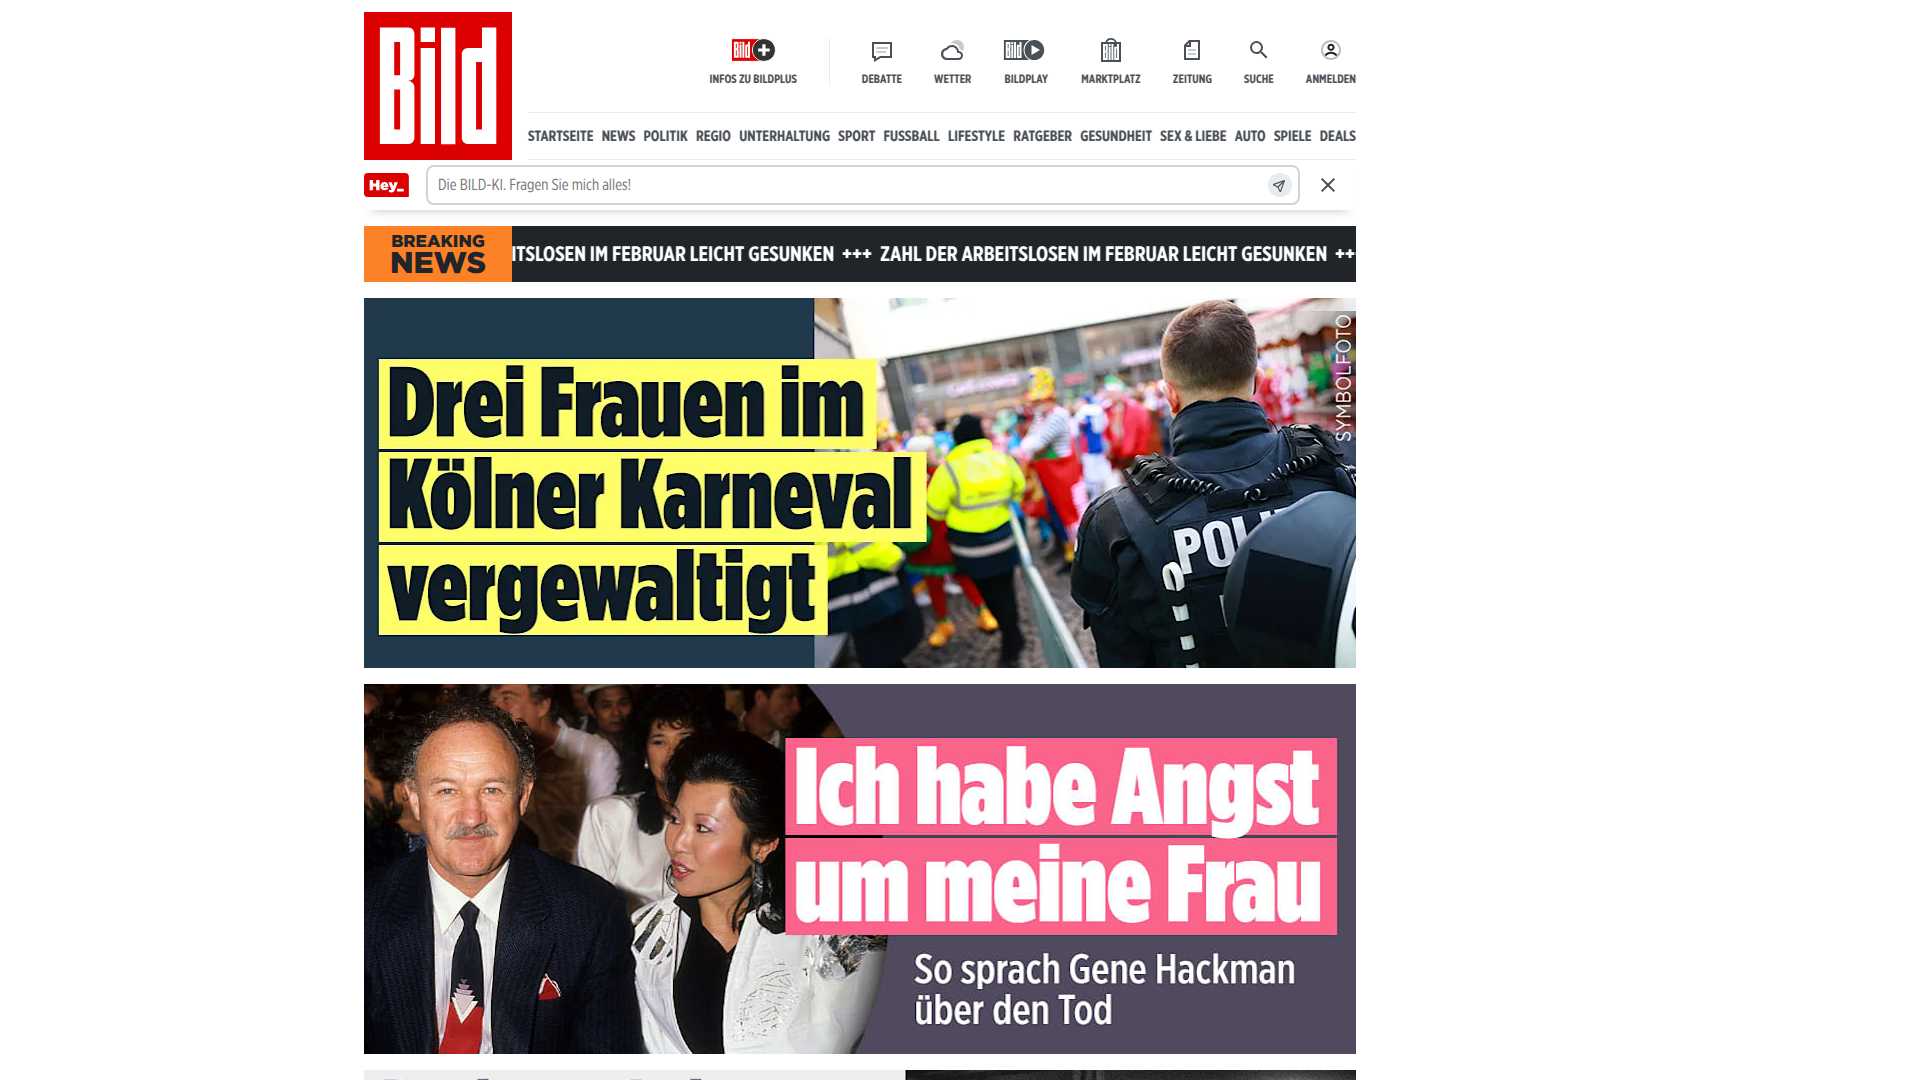 Bild
Bild
INFOS ZU BILDPLUS
DEBATTE
WETTER
Bild
BILDPLAY
Bild
MARKTPLATZ
ZEITUNG
SUCHE
ANMELDEN
STARTSEITE NEWS POLITIK REGIO UNTERHALTUNG SPORT FUSSBALL LIFESTYLE RATGEBER GESUNDHEIT SEX & LIEBE AUTO SPIELE DEALS
Hey_
Die BILD-KI. Fragen Sie mich alles!
BREAKING
NEWS
ITSLOSEN IM FEBRUAR LEICHT GESUNKEN +++ ZAHL DER ARBEITSLOSEN IM FEBRUAR LEICHT GESUNKEN ++
SYMBOLFOTO
Drei Frauen im
Kölner Karneval
vergewaltigt
POLI
Ich habe Angst
um meine Frau
So sprach Gene Hackman
über den Tod